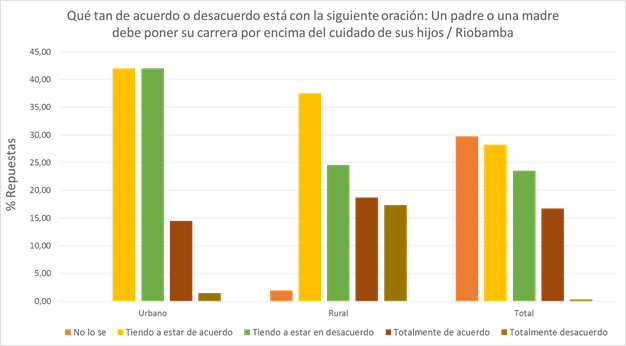 Qué tan de acuerdo o desacuerdo está con la siguiente oración: Un padre o una madre
debe poner su carrera por encima del cuidado de sus hijos / Riobamba
45,00
40,00
35,00
30,00
25,00
20,00
15,00
10,00
5,00
0,00
% Repuestas
Urbano
Rural
Total
No lo se
Tiendo a estar de acuerdo
Tiendo a estar en desacuerdo
Totalmente de acuerdo
Totalmente desacuerdo